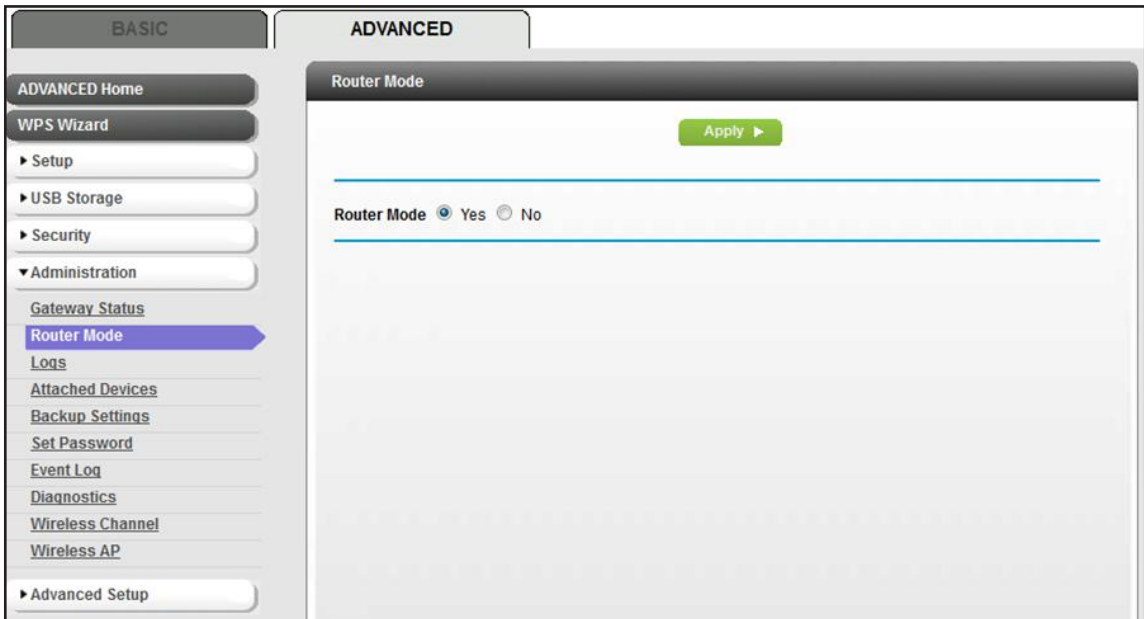 BASIC
ADVANCED
ADVANCED Home
WPS Wizard
Setup
USB Storage
Security
Administration
Gateway Status
Router Mode
Logs
Attached Devices
Backup Settings
Set Password
Event Log
Diagnostics
Wireless Channel
Wireless AP
Advanced Setup
Router Mode
Apply
Router Mode Yes No